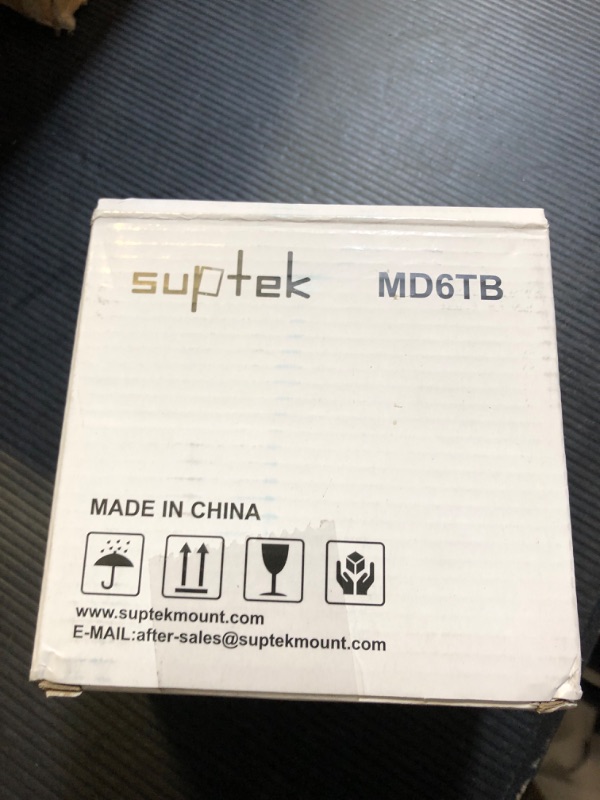 suptek MD6TB
MADE IN CHINA
www.suptekmount.com
E-MAIL:after-sales@suptekmount.com